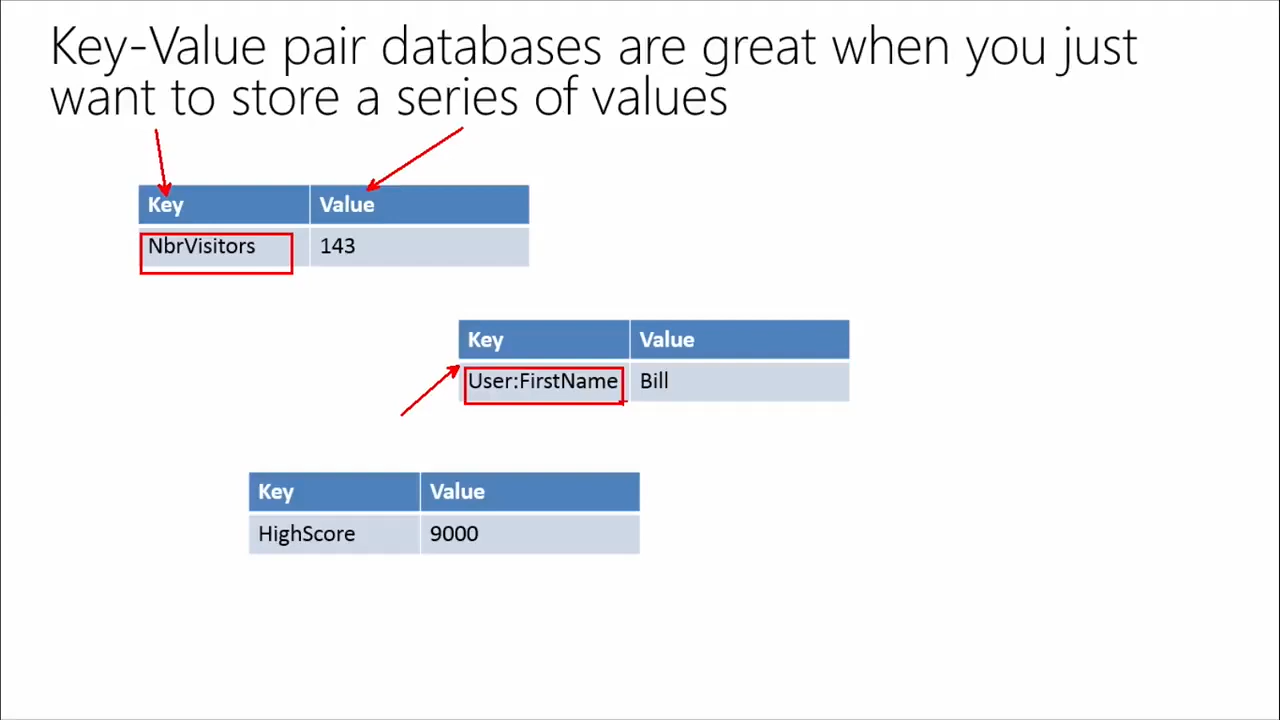 Key-Value pair databases are great when you just
want to store a series of values
Key Value
NbrVisitors 143
Key Value
User:FirstName Bill
Key Value
HighScore 9000